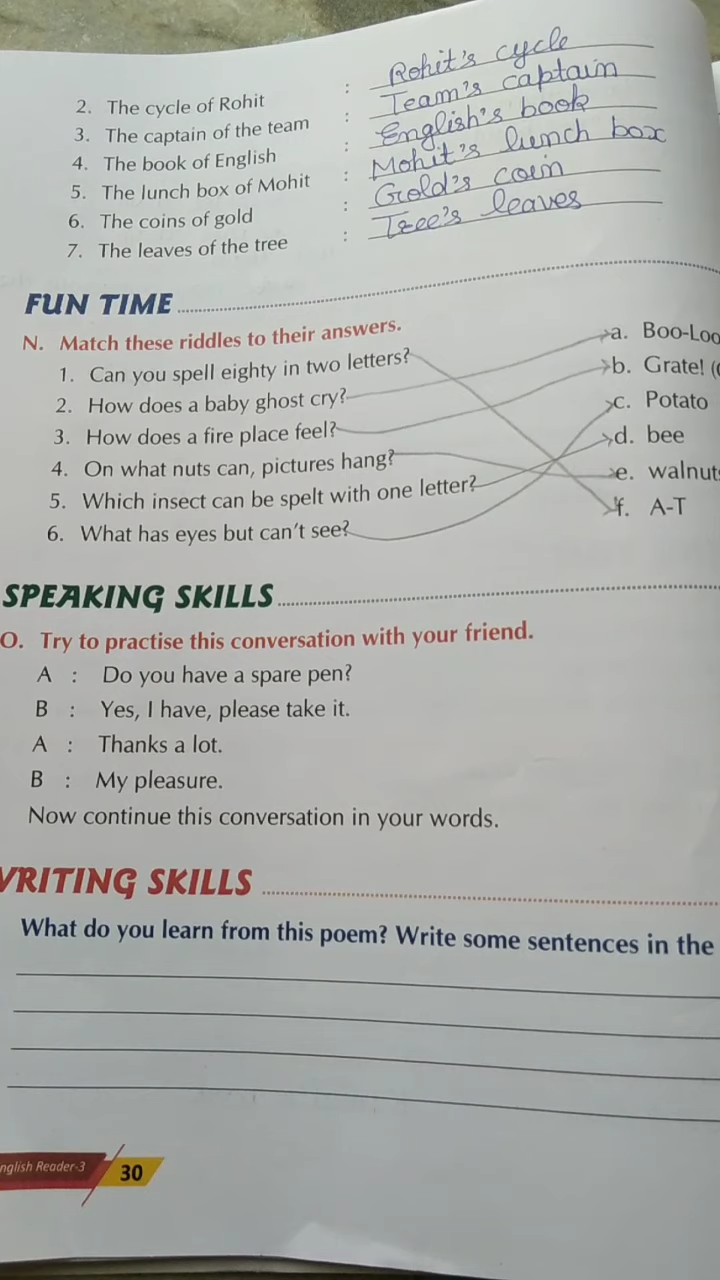 2. The cycle of Rohit : Rohit's cycle
3. The captain of the team : Team's captain
4. The book of English : English's book
5. The lunch box of Mohit : Mohit's lunch box
6. The coins of gold : Gold's coin
7. The leaves of the tree : Tree's leaves
FUN TIME
N. Match these riddles to their answers.
1. Can you spell eighty in two letters? a. Boo-Loo
2. How does a baby ghost cry? b. Grate! (
3. How does a fire place feel? c. Potato
4. On what nuts can, pictures hang? d. bee
5. Which insect can be spelt with one letter? e. walnuts
6. What has eyes but can't see? f. A-T
SPEAKING SKILLS
O. Try to practise this conversation with your friend.
A : Do you have a spare pen?
B : Yes, I have, please take it.
A : Thanks a lot.
B : My pleasure.
Now continue this conversation in your words.
WRITING SKILLS
What do you learn from this poem? Write some sentences in the
English Reader-3 30